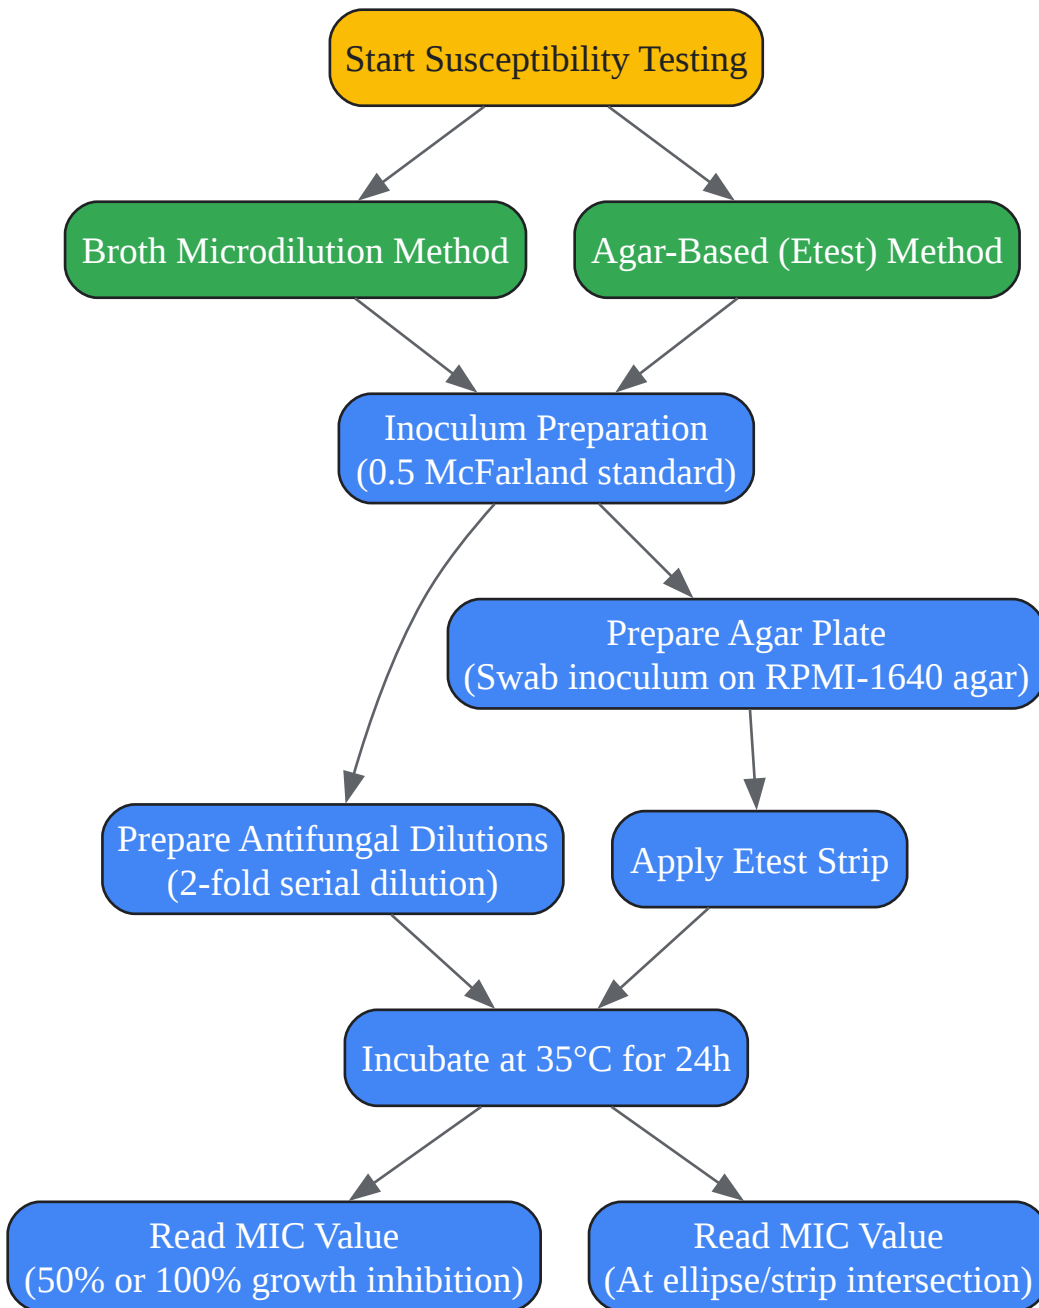 Start Susceptibility Testing
Broth Microdilution Method
Agar-Based (Etest) Method
Inoculum Preparation
(0.5 McFarland standard)
Prepare Agar Plate
(Swab inoculum on RPMI-1640 agar)
Prepare Antifungal Dilutions
(2-fold serial dilution)
Apply Etest Strip
Incubate at 35°C for 24h
Read MIC Value
(50% or 100% growth inhibition)
Read MIC Value
(At ellipse/strip intersection)